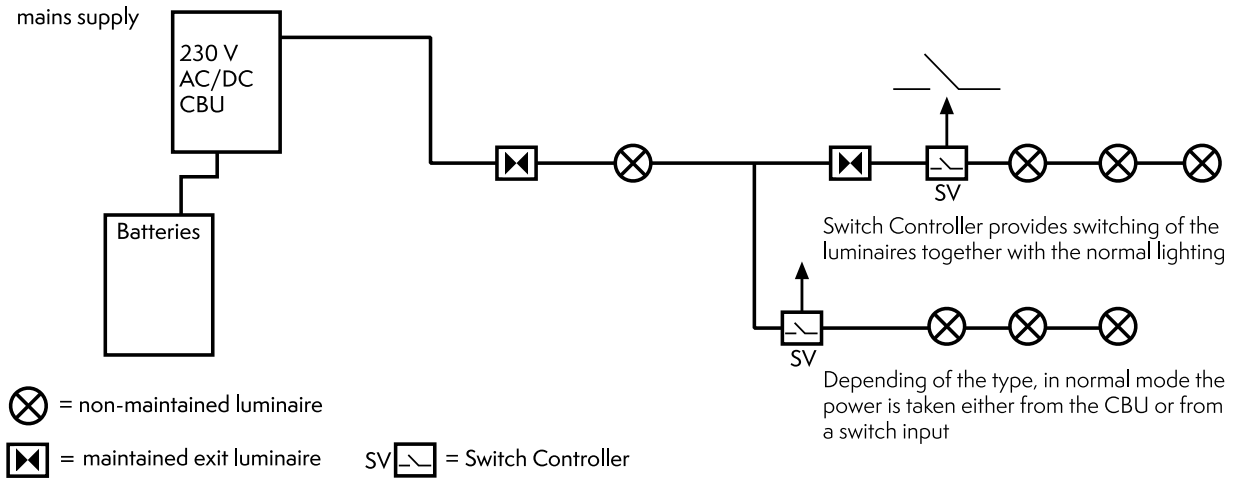 mains supply
230 V
AC/DC
CBU
Batteries
SV
Switch Controller provides switching of the
luminaires together with the normal lighting
SV
Depending of the type, in normal mode the
power is taken either from the CBU or from
a switch input
= non-maintained luminaire
= maintained exit luminaire
SV = Switch Controller